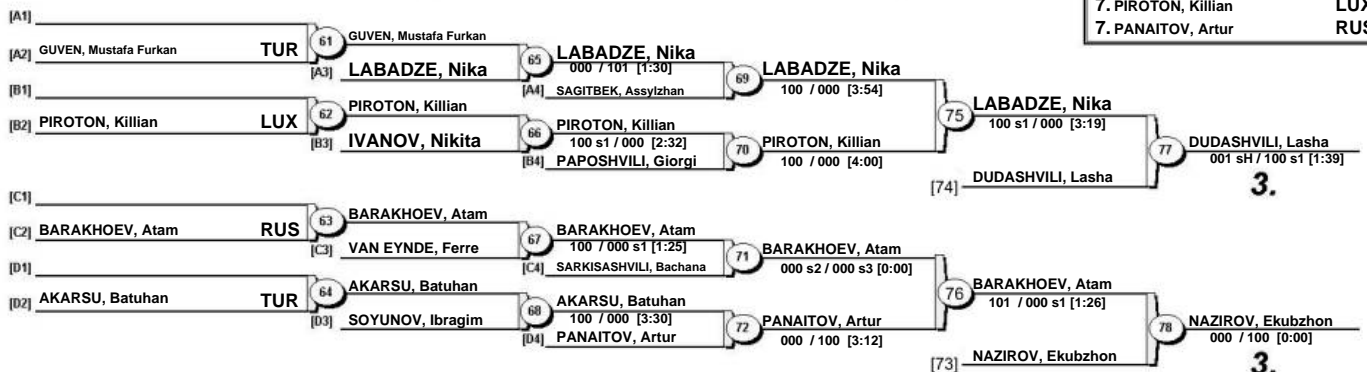 7. PIROTON, Killian LUX
7. PANAITOV, Artur RUS
[A1]
[A2] GUVEN, Mustafa Furkan TUR
61 GUVEN, Mustafa Furkan
[A3] LABADZE, Nika
65 LABADZE, Nika
000 / 101 [1:30]
[A4] SAGITBEK, Assylzhan
69 LABADZE, Nika
100 / 000 [3:54]
[B1]
[B2] PIROTON, Killian LUX
62 PIROTON, Killian
[B3] IVANOV, Nikita
66 PIROTON, Killian
100 s1 / 000 [2:32]
[B4] PAPOSHVILI, Giorgi
70 PIROTON, Killian
100 / 000 [4:00]
75 LABADZE, Nika
100 s1 / 000 [3:19]
[74] DUDASHVILI, Lasha
77 DUDASHVILI, Lasha
001 sH / 100 s1 [1:39]
3.
[C1]
[C2] BARAKHOEV, Atam RUS
63 BARAKHOEV, Atam
[C3] VAN EYNDE, Ferre
67 BARAKHOEV, Atam
100 / 000 s1 [1:25]
[C4] SARKISASHVILI, Bachana
71 BARAKHOEV, Atam
000 s2 / 000 s3 [0:00]
[D1]
[D2] AKARSU, Batuhan TUR
64 AKARSU, Batuhan
[D3] SOYUNOV, Ibragim
68 AKARSU, Batuhan
100 / 000 [3:30]
[D4] PANAITOV, Artur
72 PANAITOV, Artur
000 / 100 [3:12]
76 BARAKHOEV, Atam
101 / 000 s1 [1:26]
[73] NAZIROV, Ekubzhon
78 NAZIROV, Ekubzhon
000 / 100 [0:00]
3.